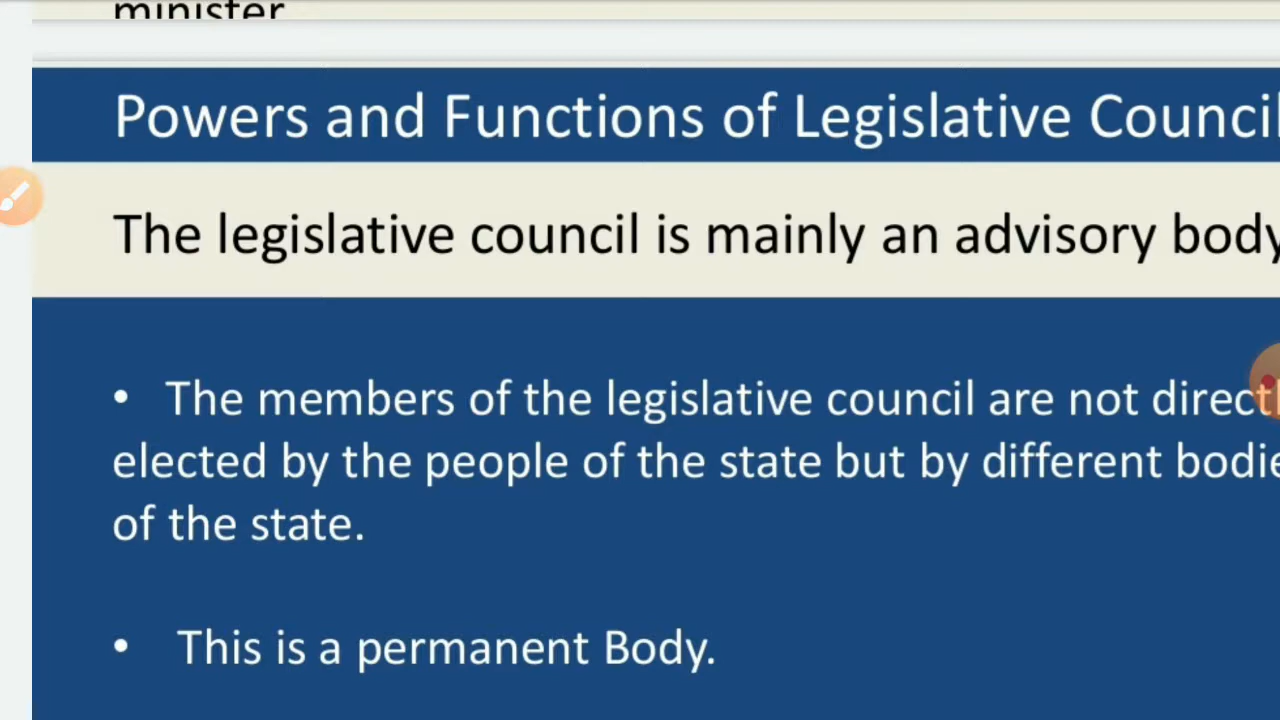 minister
Powers and Functions of Legislative Council
The legislative council is mainly an advisory body
• The members of the legislative council are not directl
elected by the people of the state but by different bodie
of the state.
• This is a permanent Body.